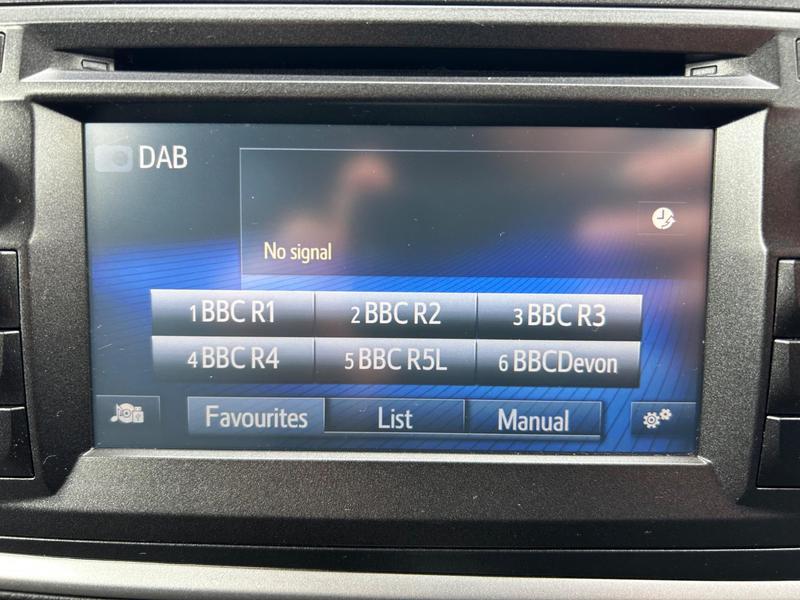 DAB
No signal
1 BBC R1 2 BBC R2 3 BBC R3
4 BBC R4 5 BBC R5L 6 BBCDevon
Favourites List Manual